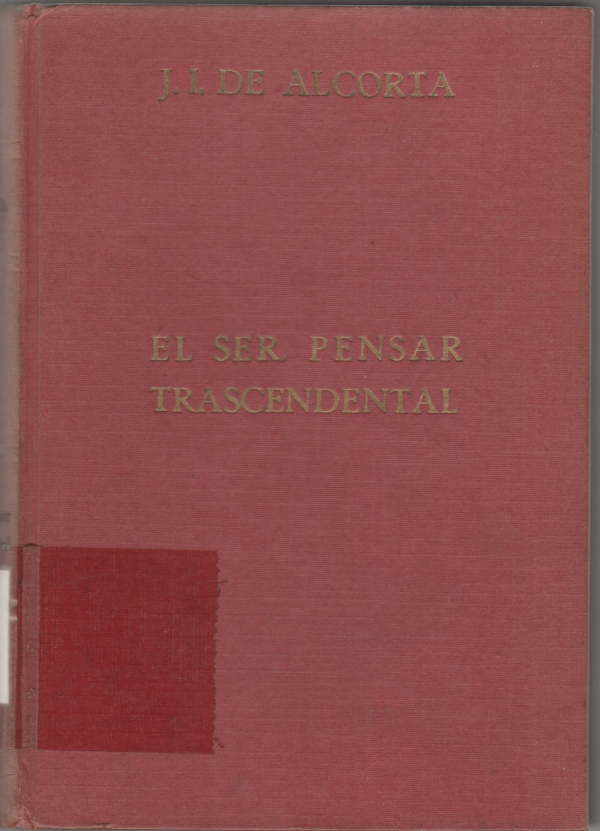 J. I. DE ALCORTA
EL SER. PENSAR
TRASCENDENTAL